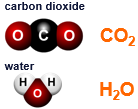 carbon dioxide
O C O CO₂
water
H H
O
H₂O